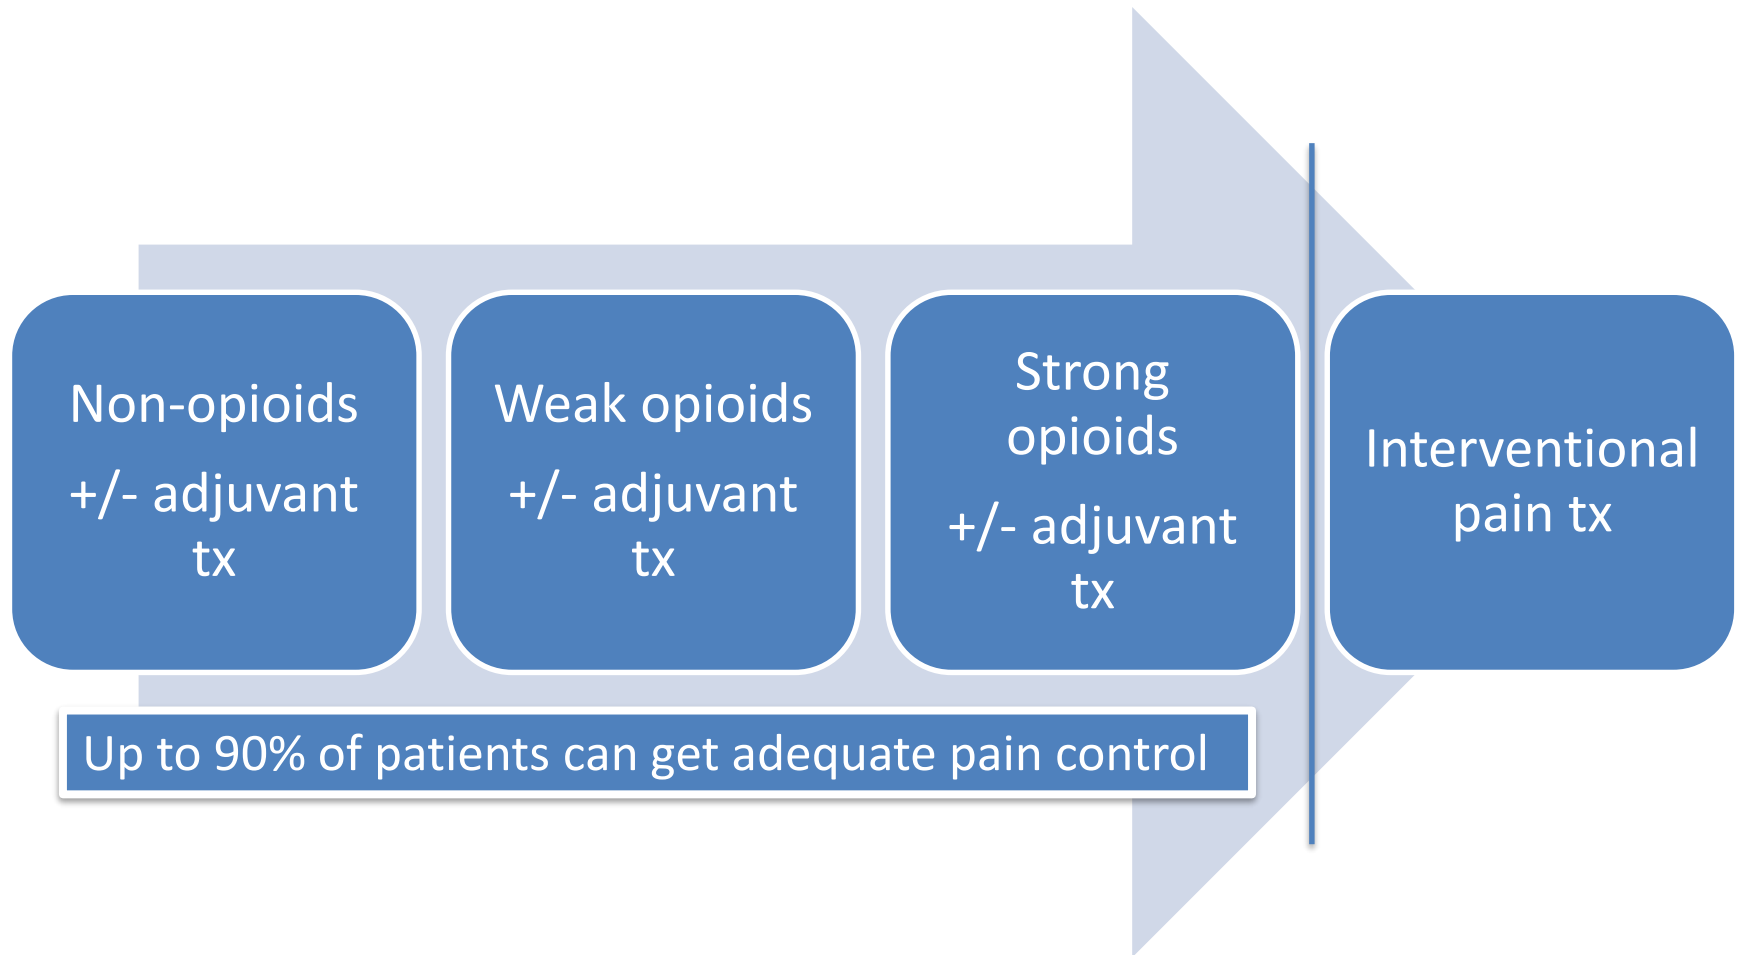 Non-opioids
+/- adjuvant
tx
Weak opioids
+/- adjuvant
tx
Strong
opioids
+/- adjuvant
tx
Interventional
pain tx
Up to 90% of patients can get adequate pain control